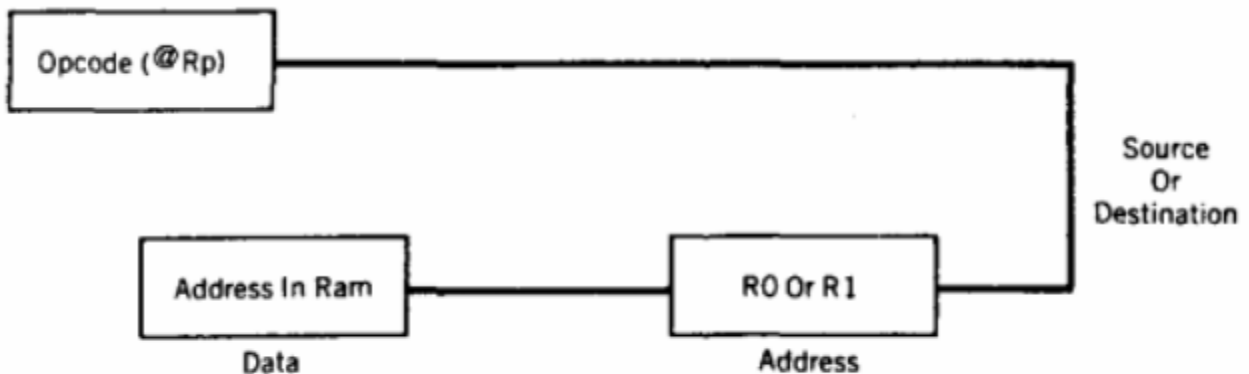 Opcode (@Rp)
Source
Or
Destination
Address In Ram
R0 Or R1
Data
Address